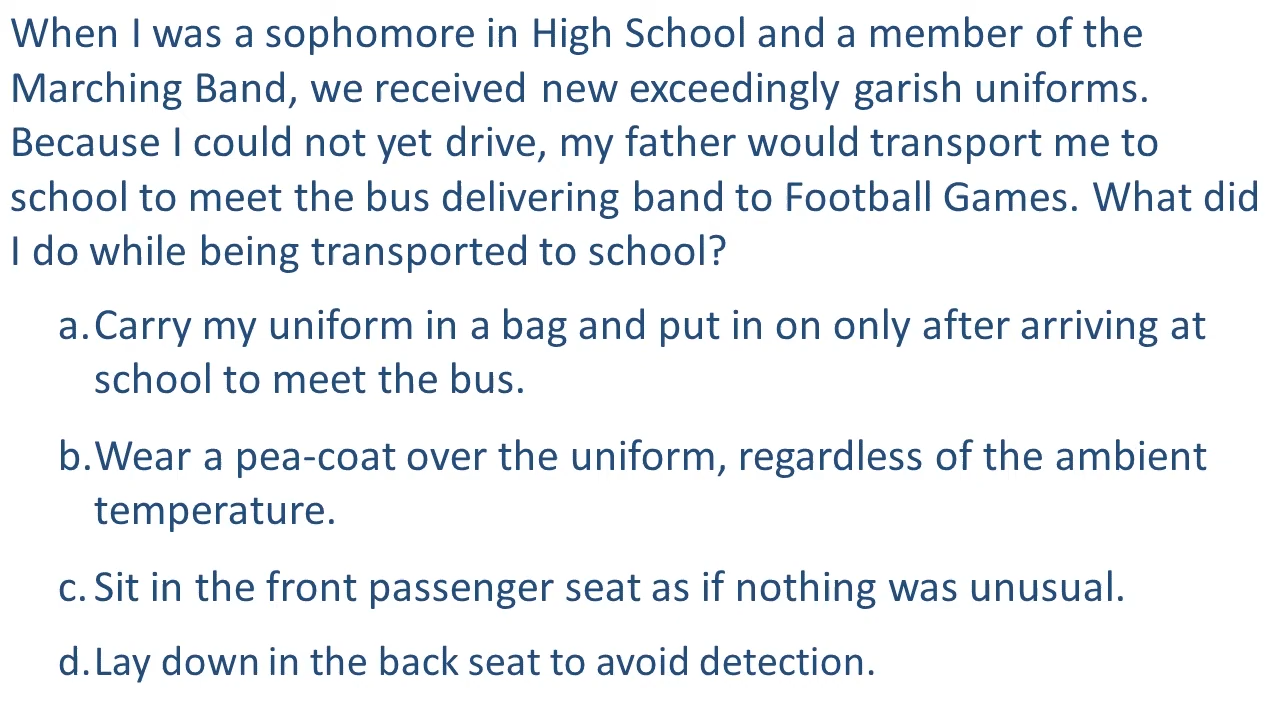 When I was a sophomore in High School and a member of the
Marching Band, we received new exceedingly garish uniforms.
Because I could not yet drive, my father would transport me to
school to meet the bus delivering band to Football Games. What did
I do while being transported to school?
a. Carry my uniform in a bag and put in on only after arriving at
school to meet the bus.
b. Wear a pea-coat over the uniform, regardless of the ambient
temperature.
c. Sit in the front passenger seat as if nothing was unusual.
d. Lay down in the back seat to avoid detection.